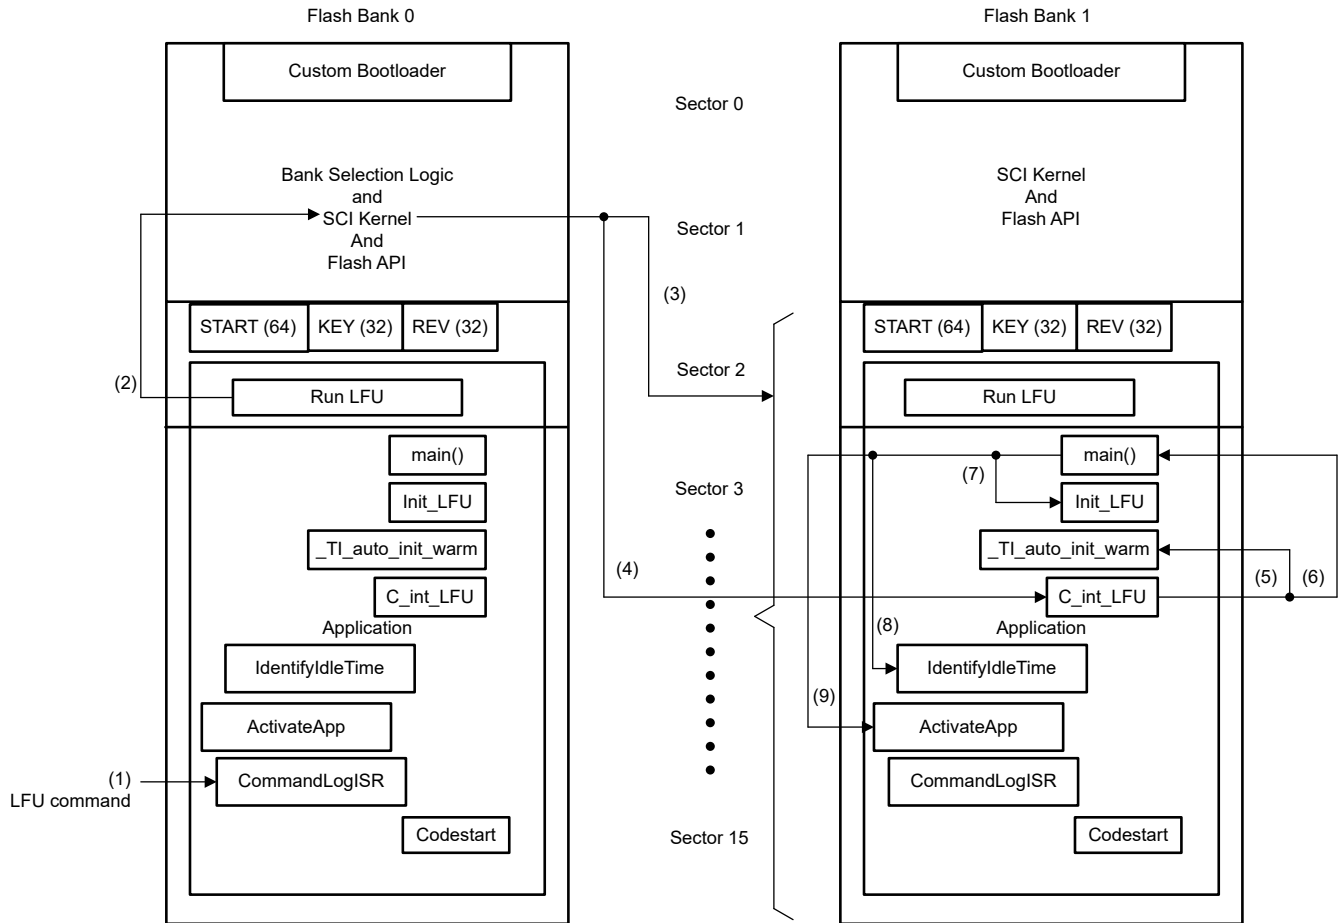 Flash Bank 0
Custom Bootloader
Bank Selection Logic
and
SCI Kernel
And
Flash API
START (64)
KEY (32)
REV (32)
(2)
Run LFU
main()
Init_LFU
_TI_auto_init_warm
C_int_LFU
Application
IdentifyIdleTime
ActivateApp
(1)
LFU command
CommandLogISR
Codestart
Sector 0
Sector 1
(3)
Sector 2
Sector 3
(4)
Sector 15
Flash Bank 1
Custom Bootloader
SCI Kernel
And
Flash API
START (64)
KEY (32)
REV (32)
Run LFU
main()
(7)
Init_LFU
_TI_auto_init_warm
C_int_LFU
(5)
(6)
Application
(8)
IdentifyIdleTime
(9)
ActivateApp
CommandLogISR
Codestart